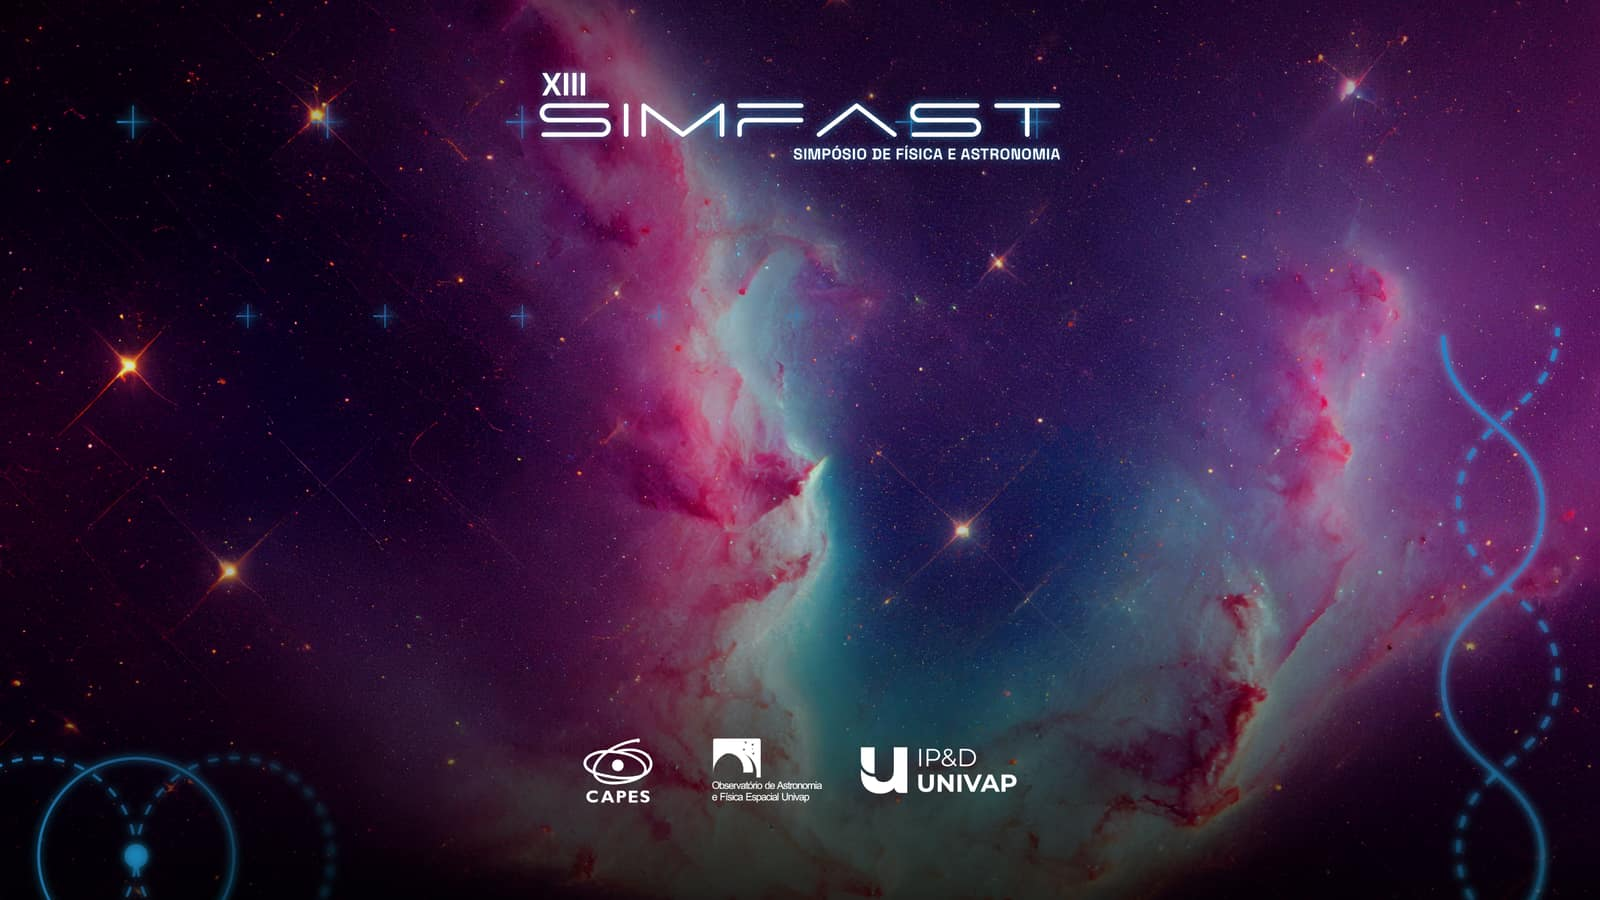 XIII
SIMFAST
SIMPÓSIO DE FÍSICA E ASTRONOMIA
CAPES
Observatório de Astronomia
e Física Espacial Univap
IP&D
UNIVAP